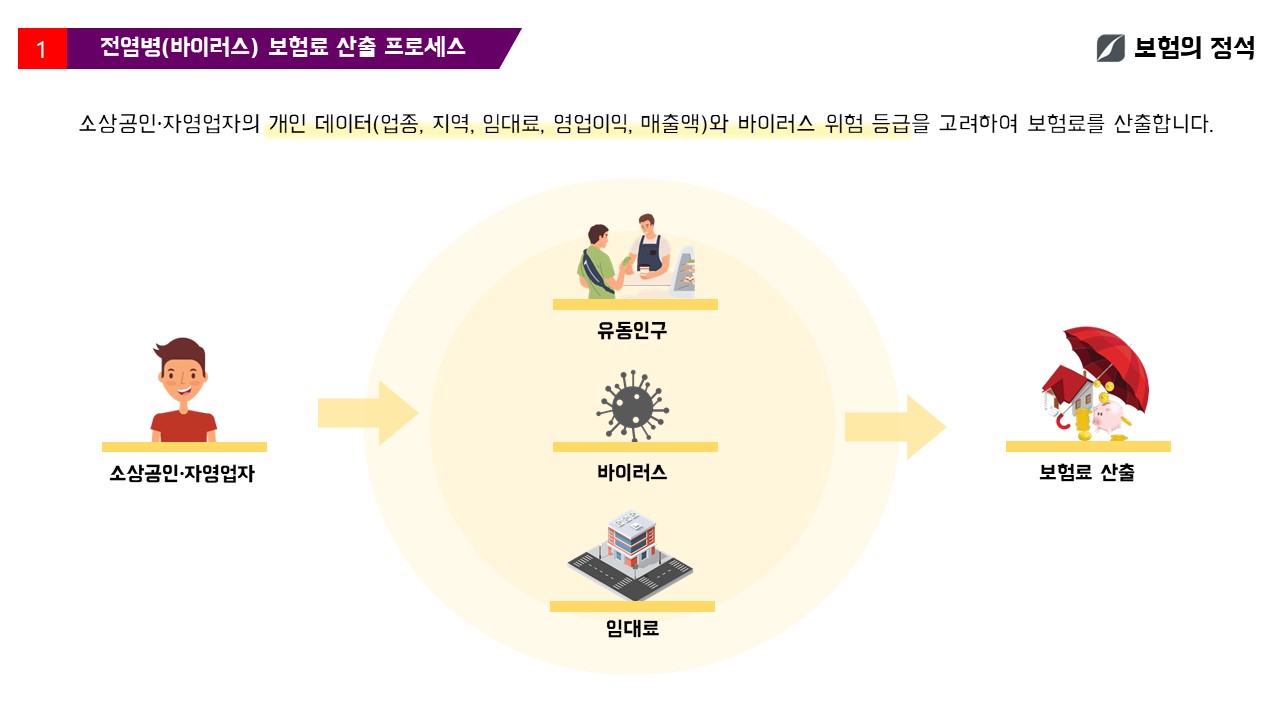 1
전염병(바이러스) 보험료 산출 프로세스
보험의 정석
소상공인·자영업자의 개인 데이터(업종, 지역, 임대료, 영업이익, 매출액)와 바이러스 위험 등급을 고려하여 보험료를 산출합니다.
유동인구
소상공인·자영업자
바이러스
보험료 산출
임대료